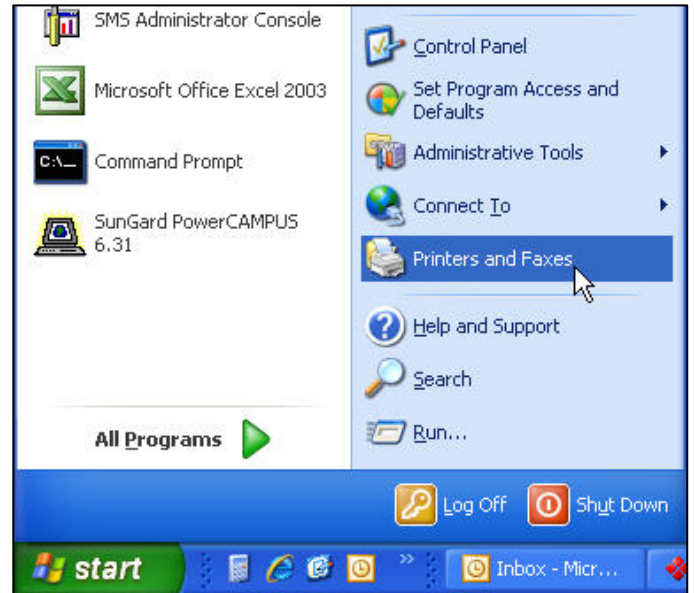 SMS Administrator Console
Microsoft Office Excel 2003
C:\_
Command Prompt
SunGard PowerCAMPUS
6.31
All Programs
Control Panel
Set Program Access and
Defaults
Administrative Tools
Connect To
Printers and Faxes
Help and Support
Search
Run...
Log Off
Shut Down
start
»
Inbox - Micr...